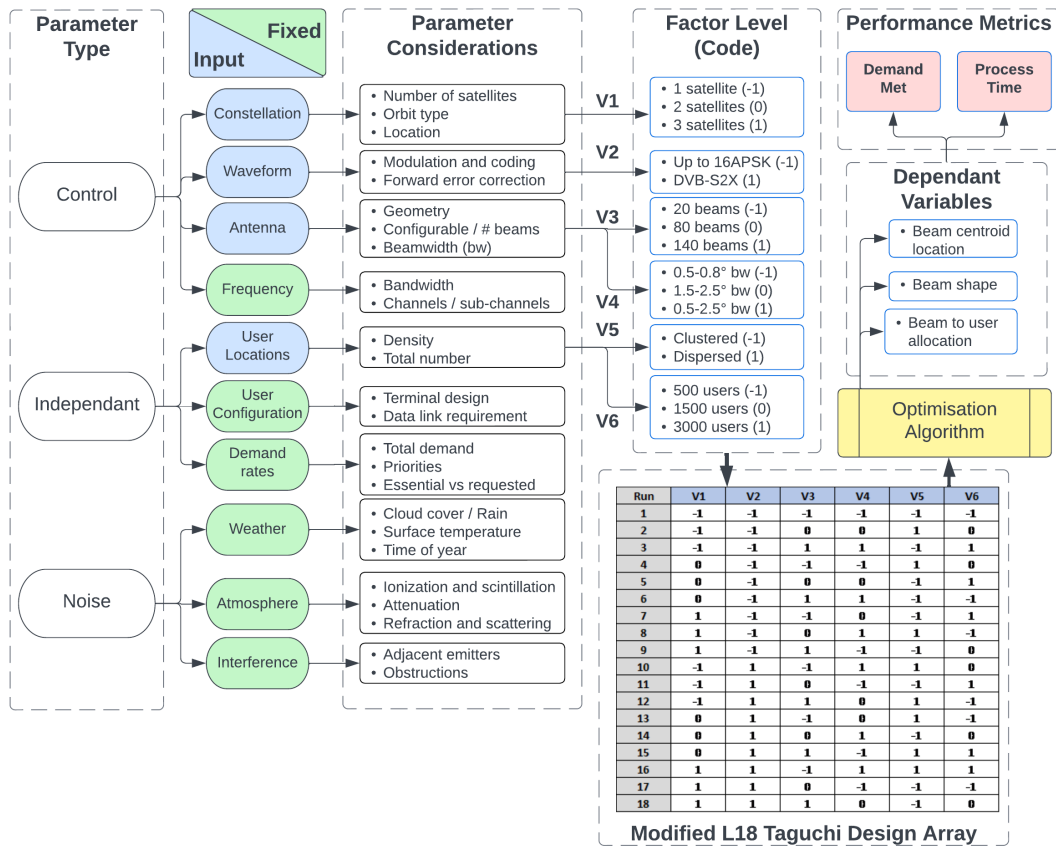 Parameter
Type
Fixed
Input
Parameter
Considerations
Factor Level
(Code)
Performance Metrics
Demand
Met
Process
Time
Control
Constellation
• Number of satellites
• Orbit type
• Location
V1
• 1 satellite (-1)
• 2 satellites (0)
• 3 satellites (1)
Waveform
• Modulation and coding
• Forward error correction
V2
• Up to 16APSK (-1)
• DVB-S2X (1)
Antenna
• Geometry
• Configurable / # beams
• Beamwidth (bw)
V3
• 20 beams (-1)
• 80 beams (0)
• 140 beams (1)
V4
• 0.5-0.8° bw (-1)
• 1.5-2.5° bw (0)
• 0.5-2.5° bw (1)
Frequency
• Bandwidth
• Channels / sub-channels
Independant
User
Locations
• Density
• Total number
V5
• Clustered (-1)
• Dispersed (1)
V6
• 500 users (-1)
• 1500 users (0)
• 3000 users (1)
User
Configuration
• Terminal design
• Data link requirement
Demand
rates
• Total demand
• Priorities
• Essential vs requested
Noise
Weather
• Cloud cover / Rain
• Surface temperature
• Time of year
Atmosphere
• Ionization and scintillation
• Attenuation
• Refraction and scattering
Interference
• Adjacent emitters
• Obstructions
Dependant
Variables
• Beam centroid
location
• Beam shape
• Beam to user
allocation
Optimisation
Algorithm
Run V1 V2 V3 V4 V5 V6
1 -1 -1 -1 -1 -1 -1
2 -1 -1 0 0 1 0
3 -1 -1 1 1 -1 1
4 0 -1 -1 -1 1 0
5 0 -1 0 0 -1 1
6 0 -1 1 1 -1 -1
7 1 -1 -1 0 -1 1
8 1 -1 0 1 1 -1
9 1 -1 1 -1 -1 0
10 -1 1 -1 1 1 0
11 -1 1 0 -1 -1 1
12 -1 1 1 0 1 -1
13 0 1 -1 0 1 -1
14 0 1 0 1 -1 0
15 0 1 1 -1 1 1
16 1 1 -1 1 1 1
17 1 1 0 -1 -1 -1
18 1 1 1 0 -1 0
Modified L18 Taguchi Design Array